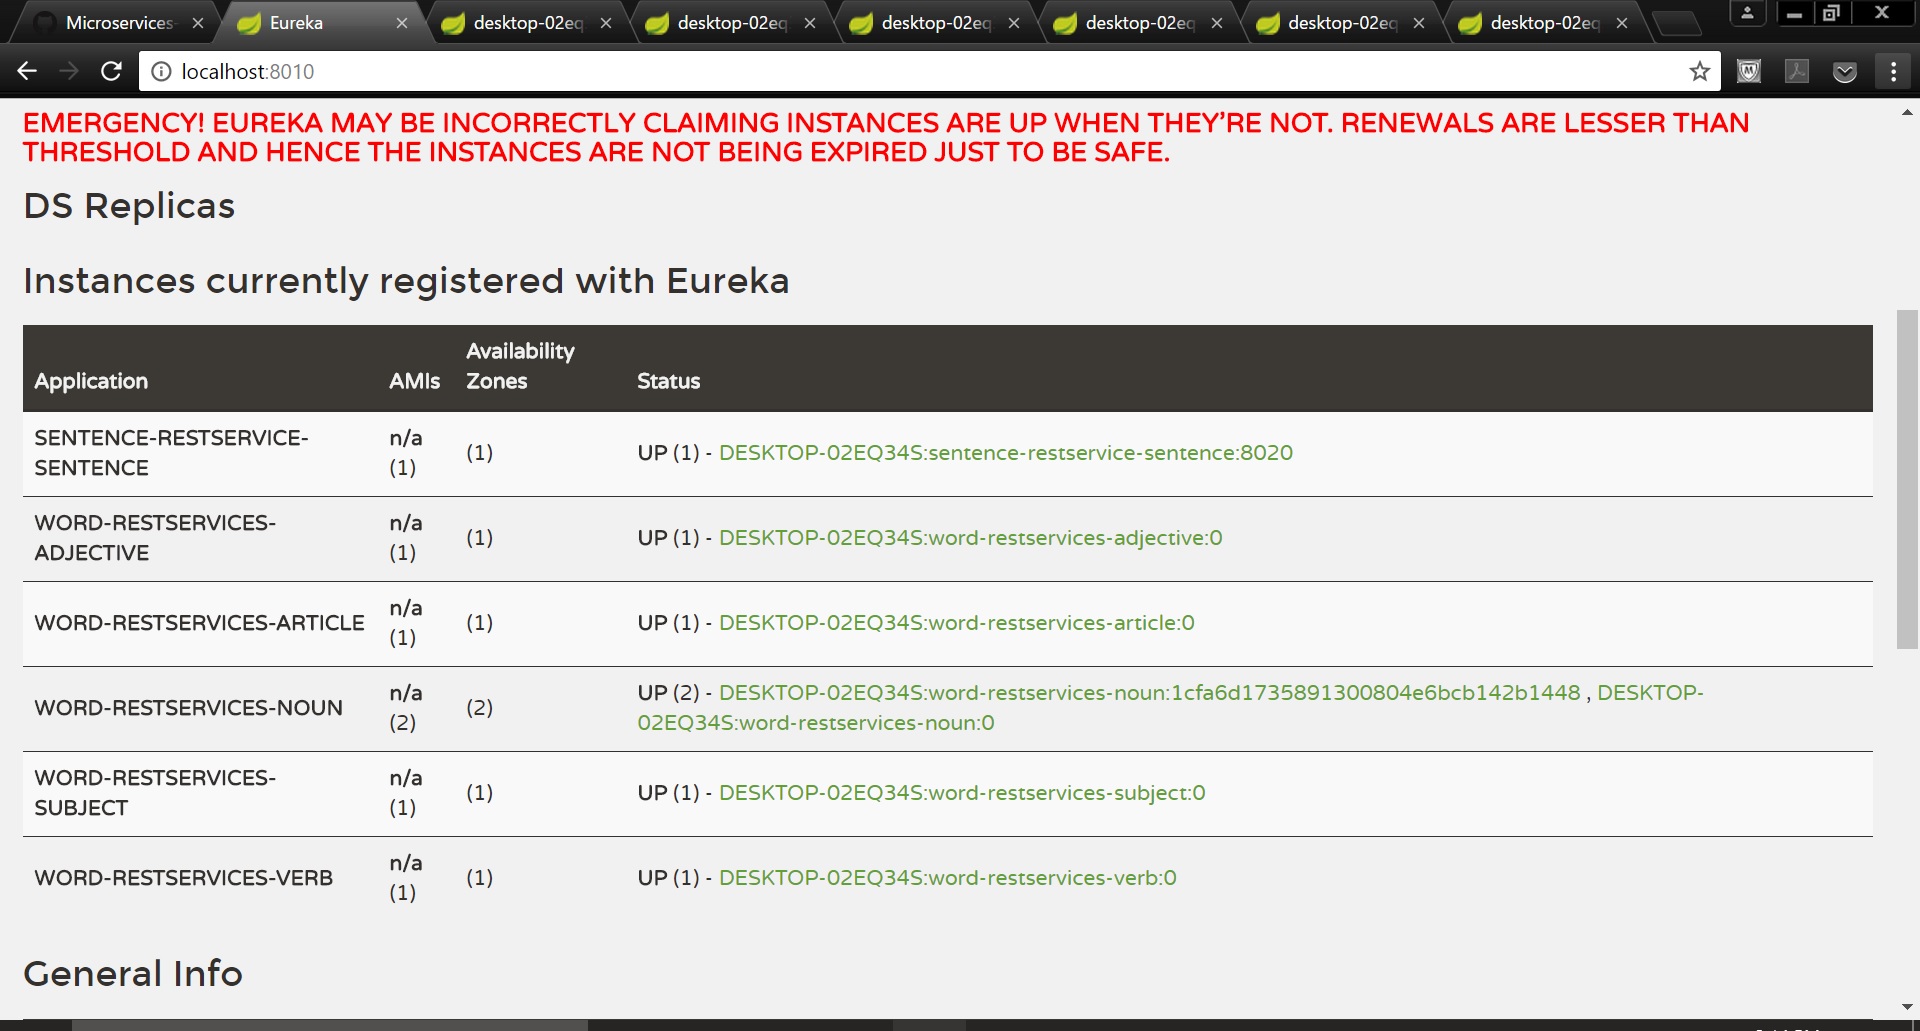 Microservices-
Eureka
desktop-02eq
desktop-02eq
desktop-02eq
desktop-02eq
desktop-02eq
desktop-02eq
localhost:8010
EMERGENCY! EUREKA MAY BE INCORRECTLY CLAIMING INSTANCES ARE UP WHEN THEY’RE NOT. RENEWALS ARE LESSER THAN
THRESHOLD AND HENCE THE INSTANCES ARE NOT BEING EXPIRED JUST TO BE SAFE.
DS Replicas
Instances currently registered with Eureka
Application
AMIs
Availability
Zones
Status
SENTENCE-RESTSERVICE-
SENTENCE
n/a
(1)
(1)
UP (1) - DESKTOP-02EQ34S:sentence-restservice-sentence:8020
WORD-RESTSERVICES-
ADJECTIVE
n/a
(1)
(1)
UP (1) - DESKTOP-02EQ34S:word-restservices-adjective:0
WORD-RESTSERVICES-ARTICLE
n/a
(1)
(1)
UP (1) - DESKTOP-02EQ34S:word-restservices-article:0
WORD-RESTSERVICES-NOUN
n/a
(2)
(2)
UP (2) - DESKTOP-02EQ34S:word-restservices-noun:1cfa6d1735891300804e6bcb142b1448 , DESKTOP-
02EQ34S:word-restservices-noun:0
WORD-RESTSERVICES-
SUBJECT
n/a
(1)
(1)
UP (1) - DESKTOP-02EQ34S:word-restservices-subject:0
WORD-RESTSERVICES-VERB
n/a
(1)
(1)
UP (1) - DESKTOP-02EQ34S:word-restservices-verb:0
General Info